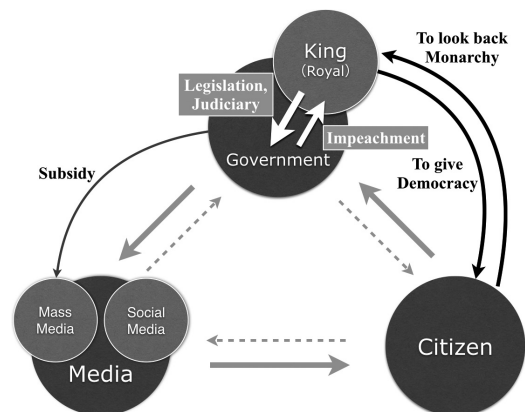 To look back
Monarchy
King
(Royal)
Legislation,
Judiciary
Impeachment
Government
To give
Democracy
Subsidy
Mass
Media
Social
Media
Media
Citizen